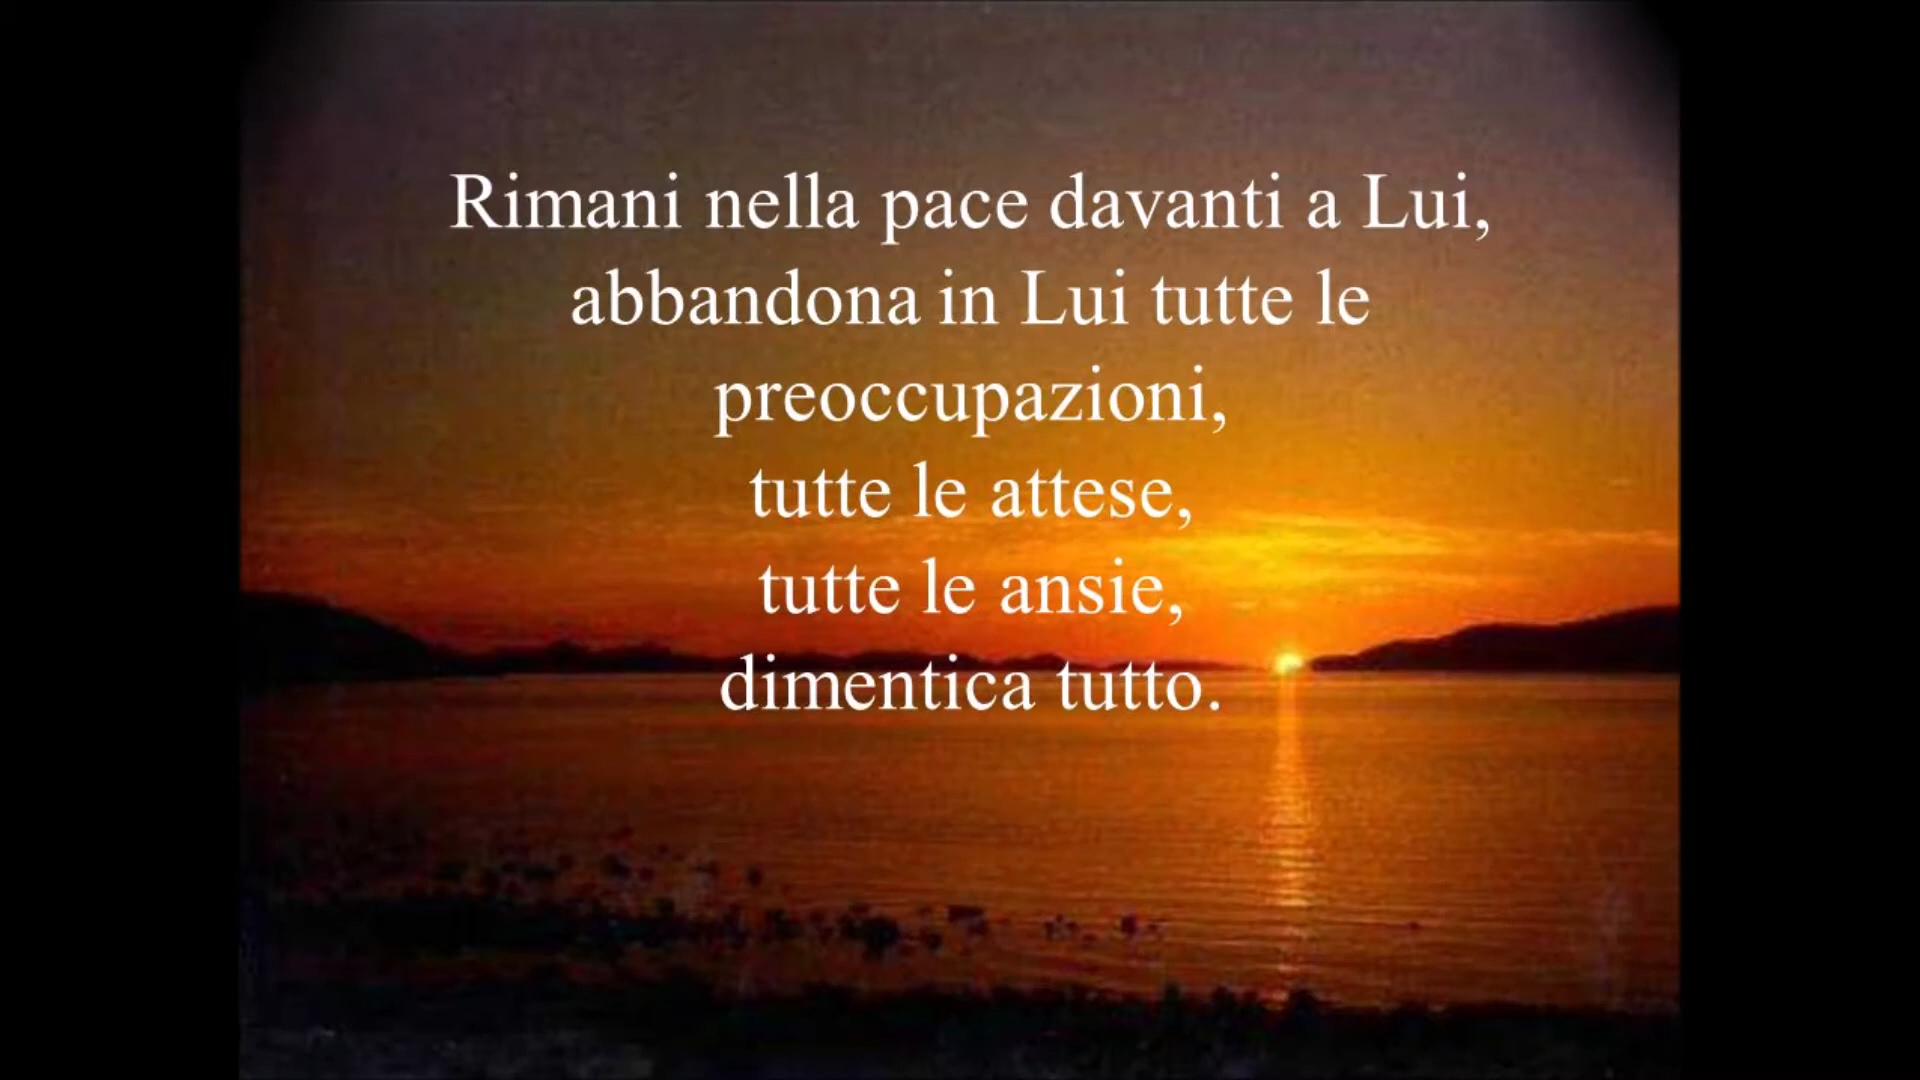 Rimani nella pace davanti a Lui,
abbandona in Lui tutte le
preoccupazioni,
tutte le attese,
tutte le ansie,
dimentica tutto.